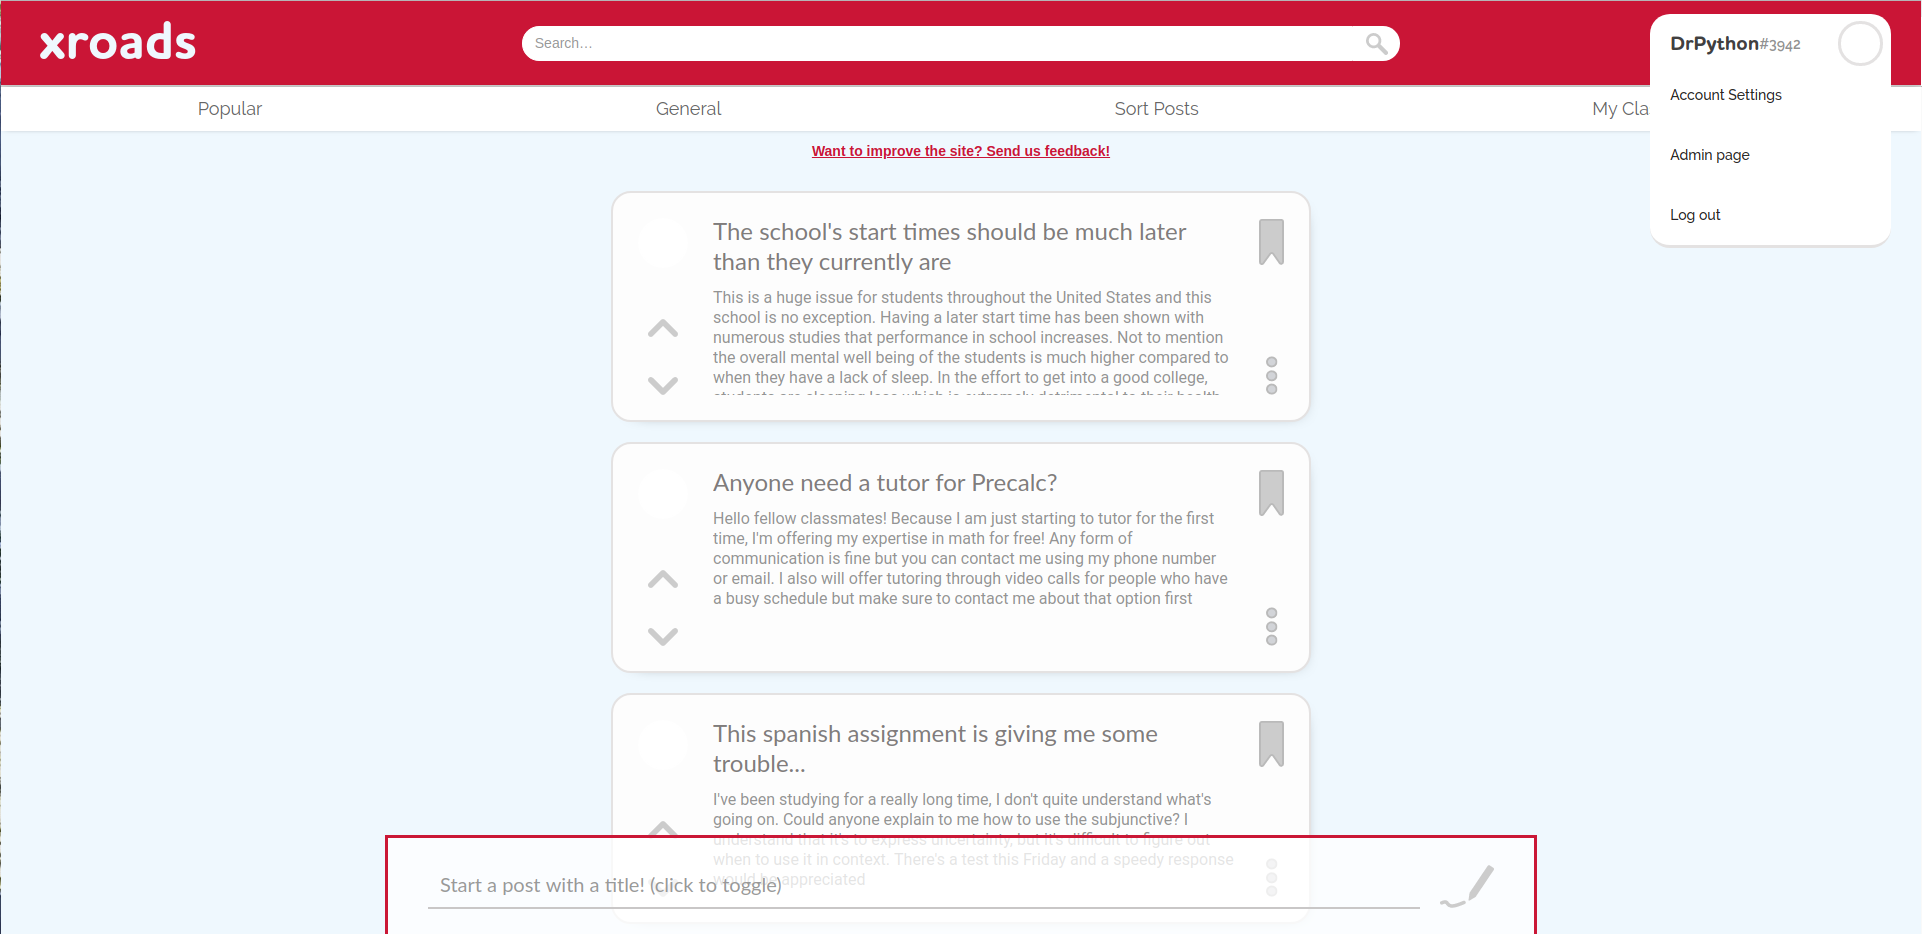 xroads
Search...
DrPython#3942
Account Settings
Admin page
Log out
Popular
General
Sort Posts
My Cla
Want to improve the site? Send us feedback!
The school's start times should be much later
than they currently are
This is a huge issue for students throughout the United States and this
school is no exception. Having a later start time has been shown with
numerous studies that performance in school increases. Not to mention
the overall mental well being of the students is much higher compared to
when they have a lack of sleep. In the effort to get into a good college,
students are sleeping less which is extremely detrimental to their health
Anyone need a tutor for Precalc?
Hello fellow classmates! Because I am just starting to tutor for the first
time, I'm offering my expertise in math for free! Any form of
communication is fine but you can contact me using my phone number
or email. I also will offer tutoring through video calls for people who have
a busy schedule but make sure to contact me about that option first
This spanish assignment is giving me some
trouble...
I've been studying for a really long time, I don't quite understand what's
going on. Could anyone explain to me how to use the subjunctive? I
understand that it's to express uncertainty, but it's difficult to figure out
when to use it in context. There's a test this Friday and a speedy response
would be appreciated
Start a post with a title! (click to toggle)